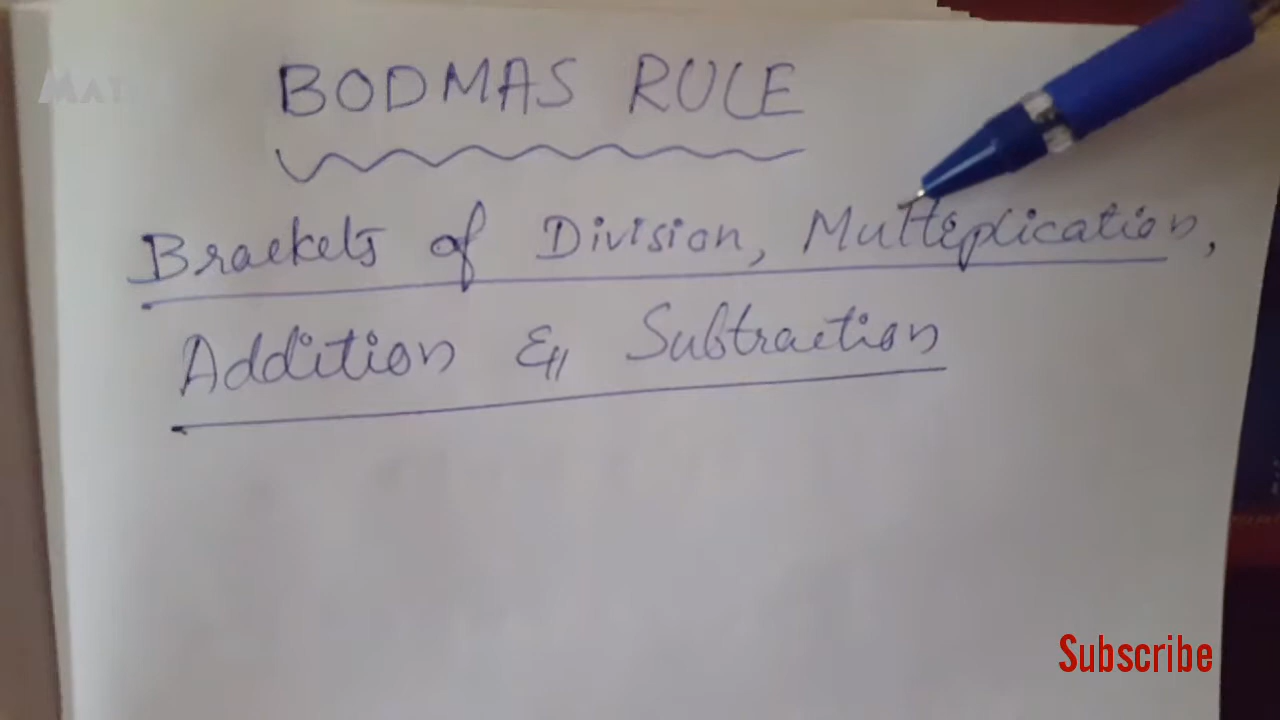 BODMAS RULE
Brackets of Division, Multiplication,
Addition & Subtraction
Subscribe